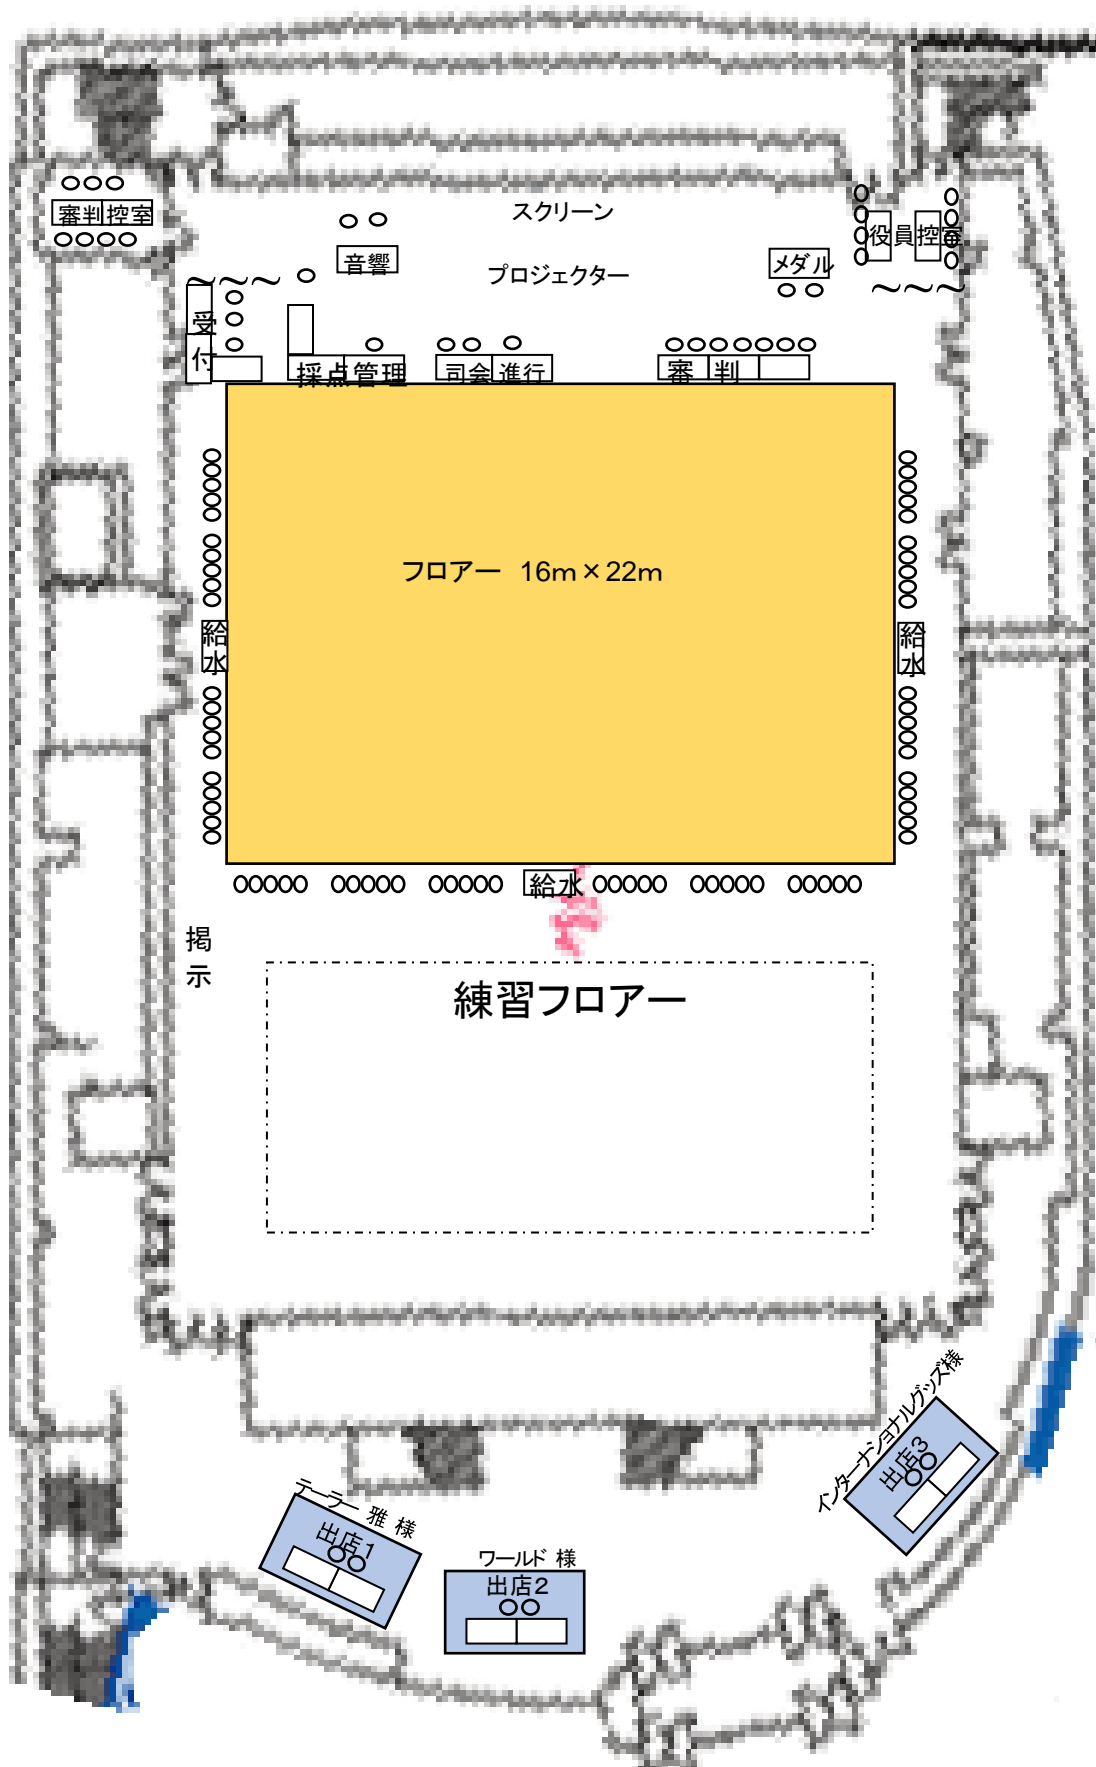 スクリーン
審判控室
役員控室
音響
プロジェクター
メダル
～～～
～～～
受付
採点管理
司会進行
審判
フロアー 16m×22m
給水
給水
給水
掲示
練習フロアー
インターナショナルグッズ様
出店3
テーラー雅様
出店1
ワールド様
出店2